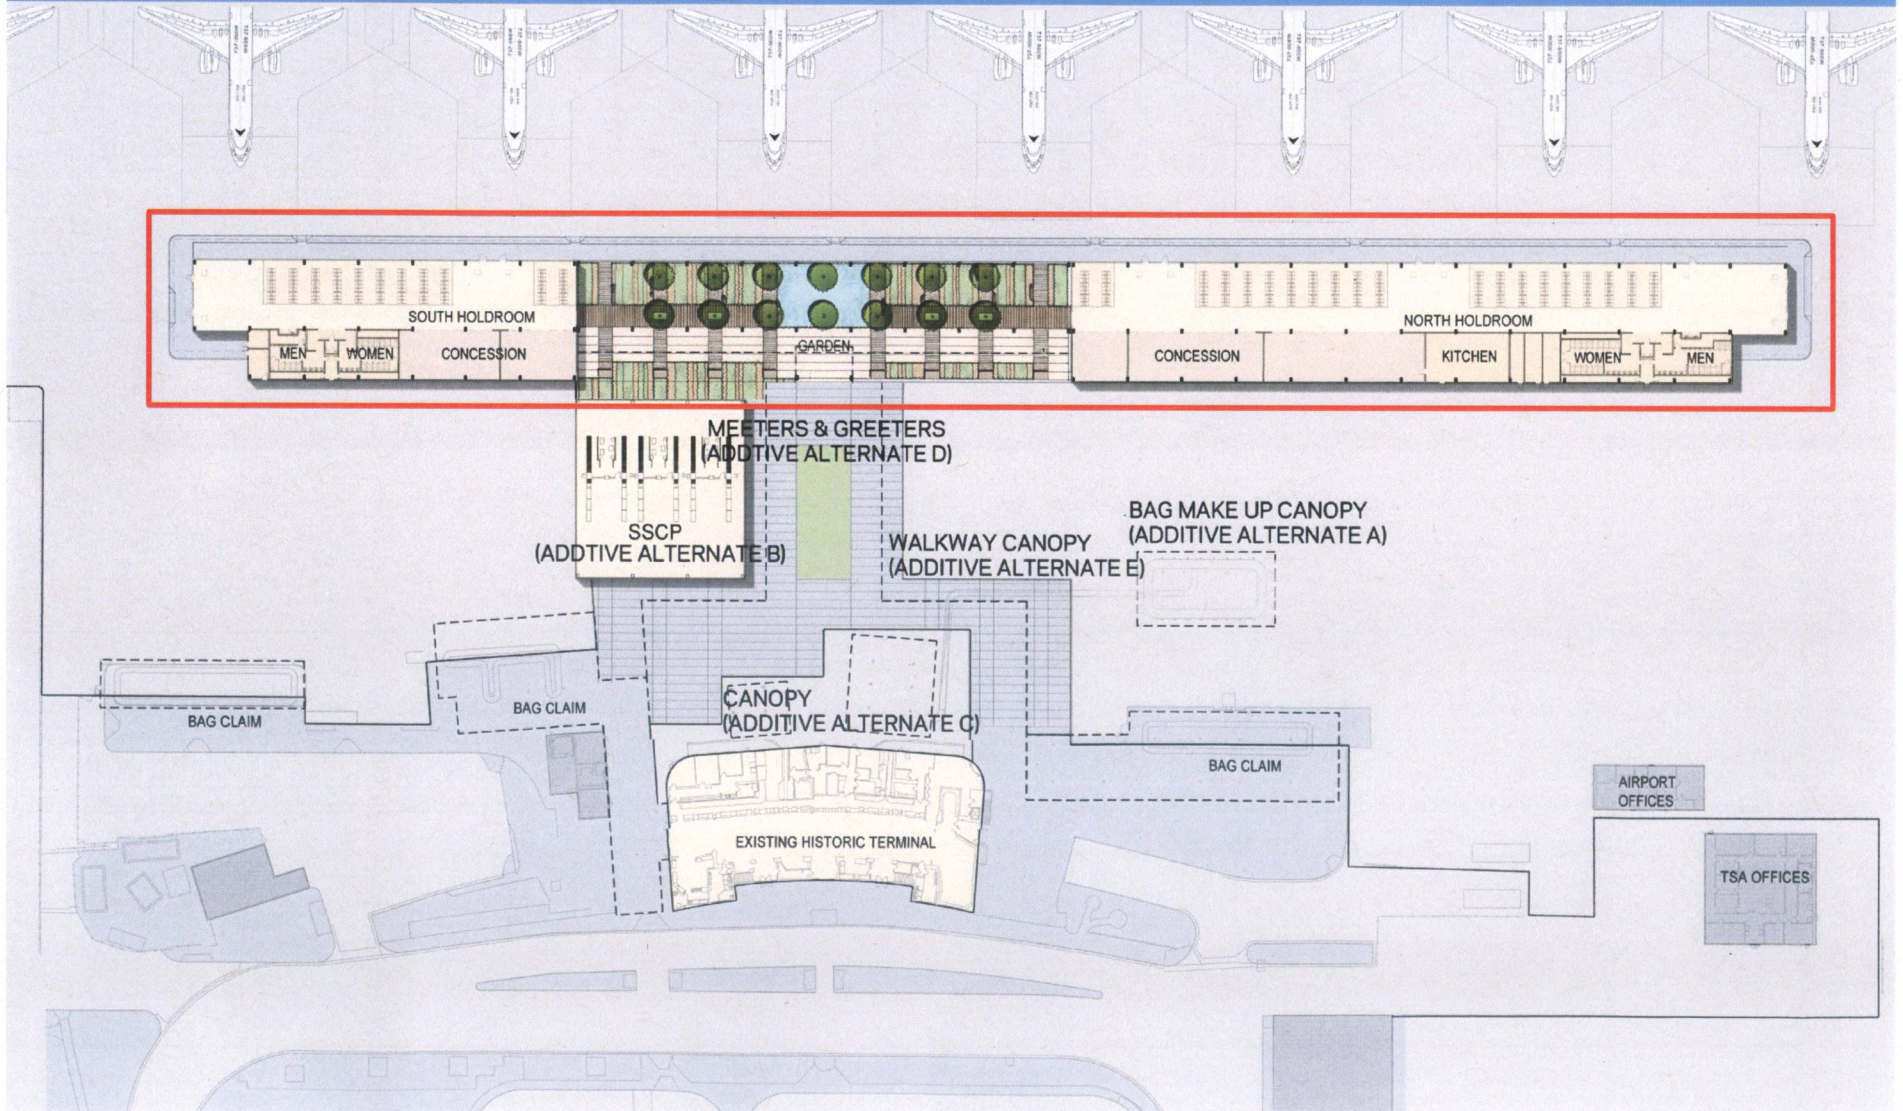 SOUTH HOLDROOM
NORTH HOLDROOM
MEN
WOMEN
CONCESSION
GARDEN
CONCESSION
KITCHEN
WOMEN
MEN
MEETERS & GREETERS
(ADDTIVE ALTERNATE D)
SSCP
(ADDTIVE ALTERNATE B)
WALKWAY CANOPY
(ADDITIVE ALTERNATE E)
BAG MAKE UP CANOPY
(ADDITIVE ALTERNATE A)
BAG CLAIM
BAG CLAIM
CANOPY
(ADDITIVE ALTERNATE C)
BAG CLAIM
AIRPORT
OFFICES
EXISTING HISTORIC TERMINAL
TSA OFFICES